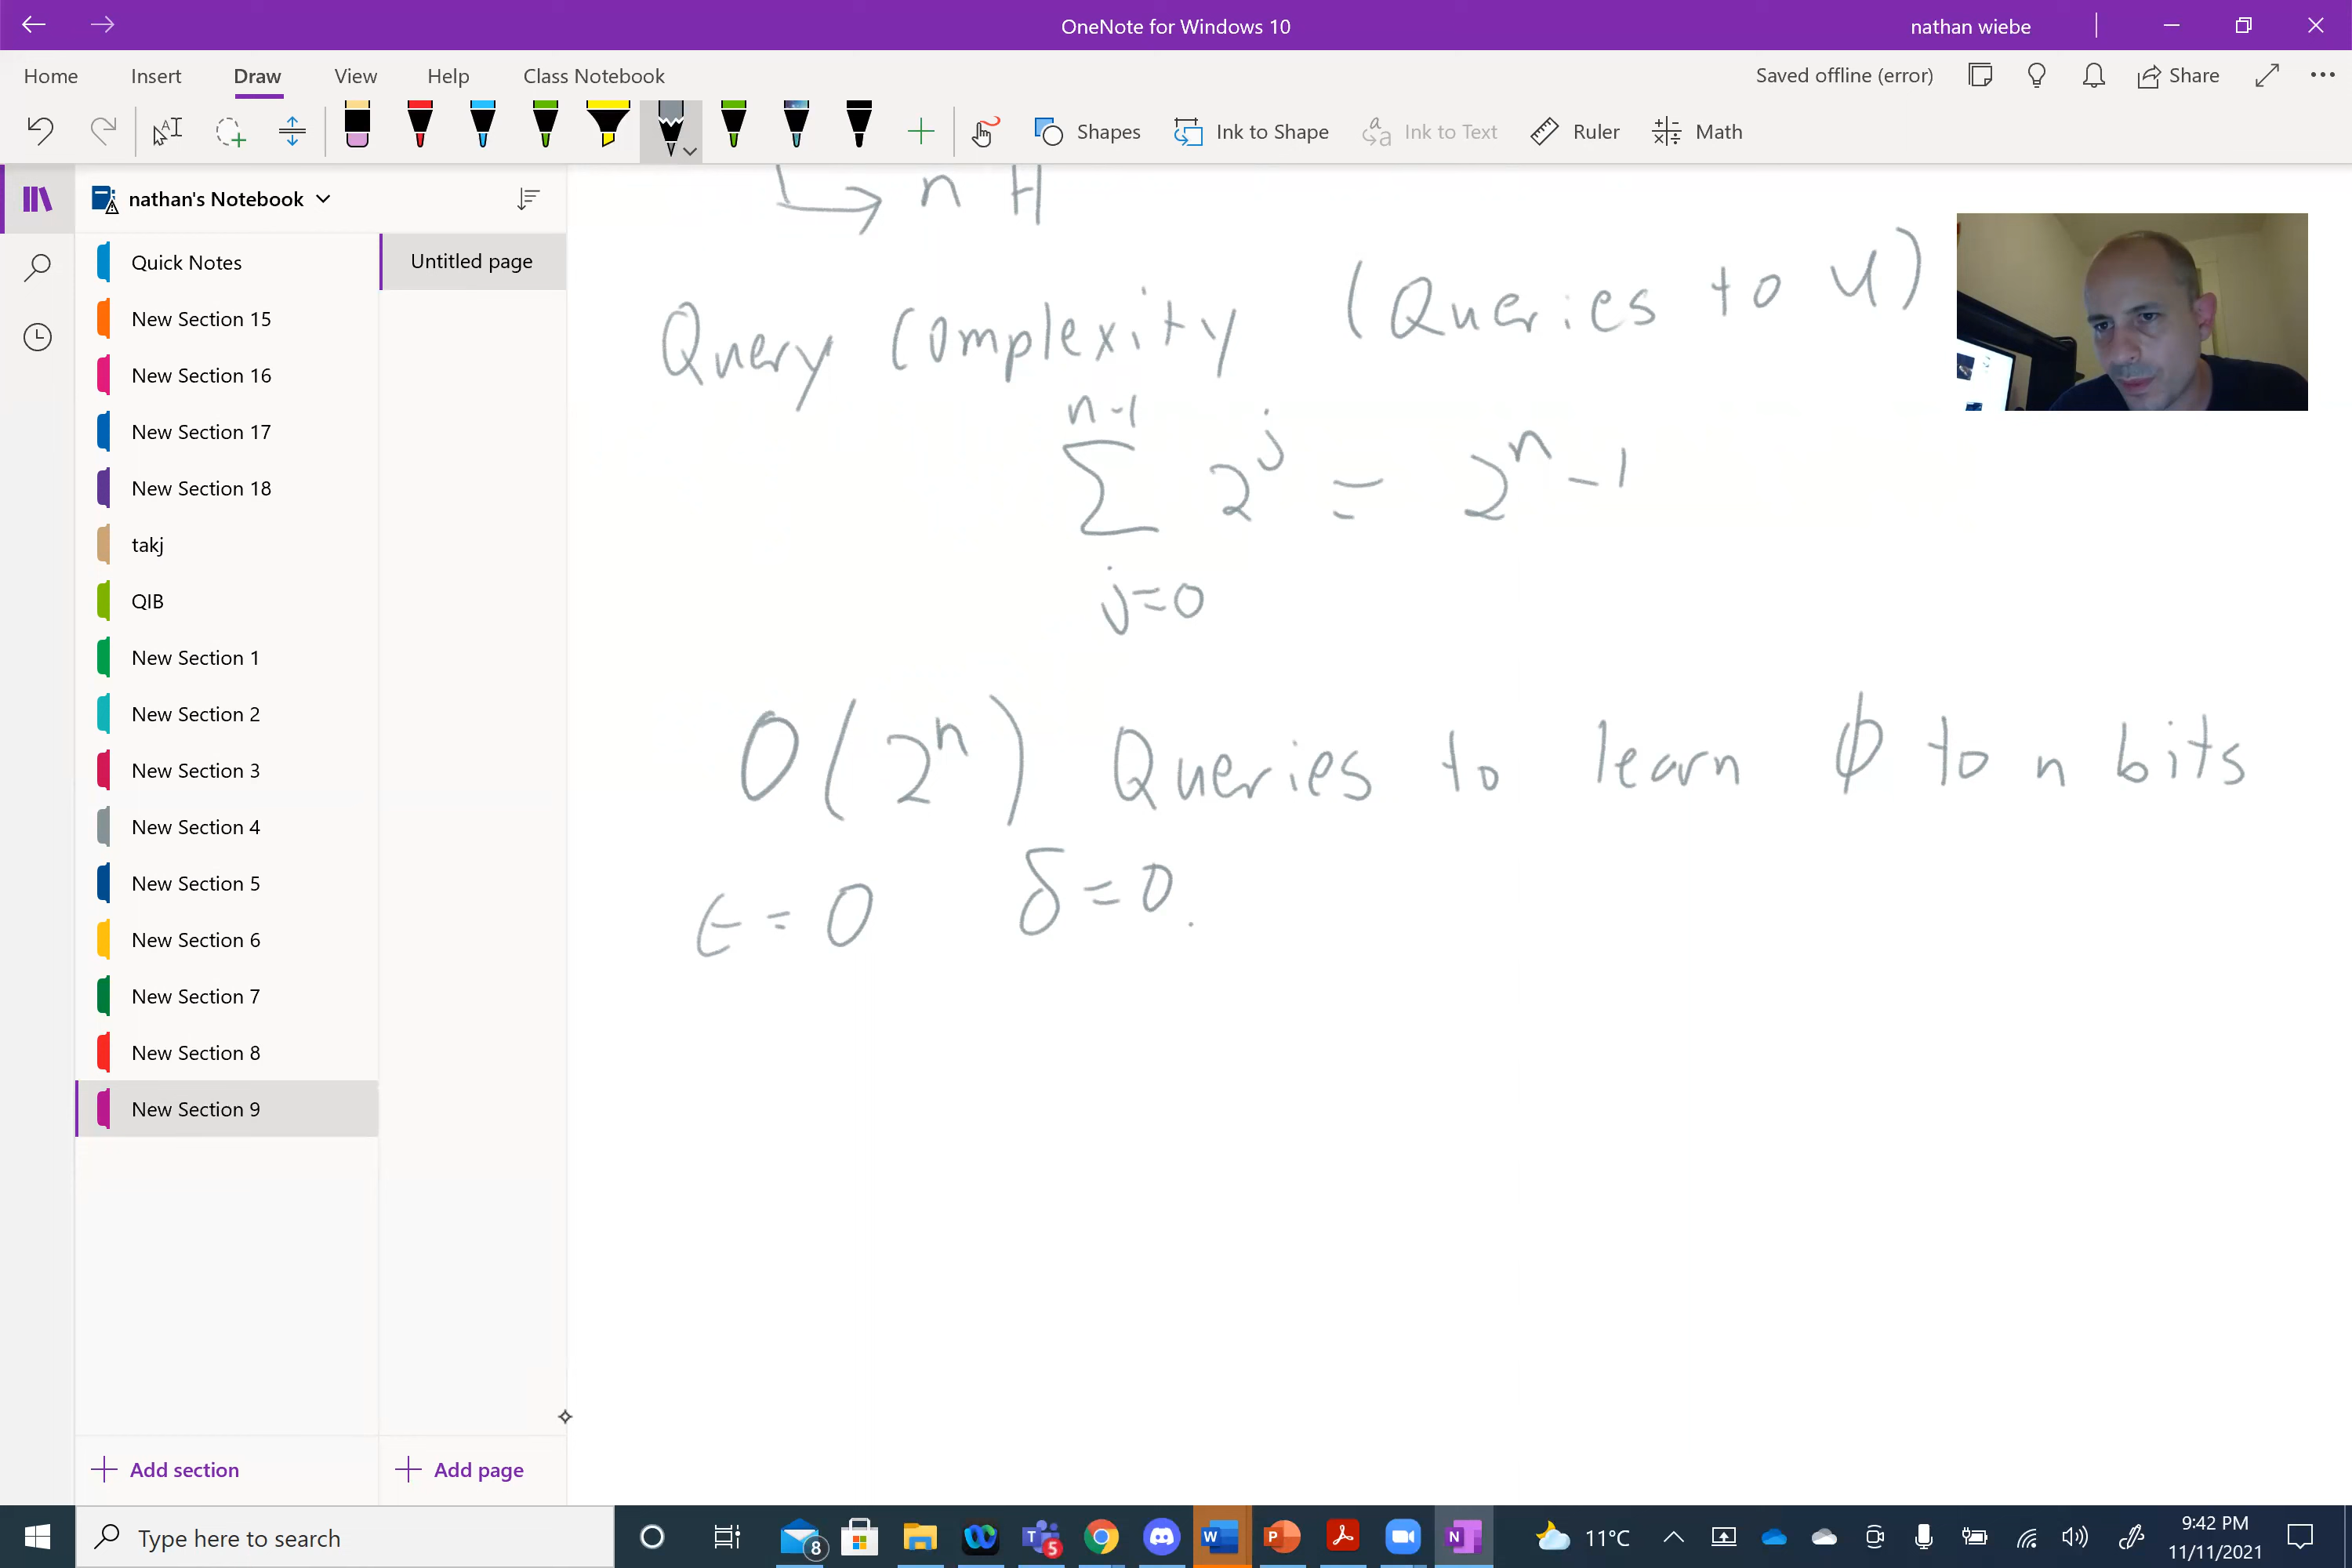 OneNote for Windows 10
nathan wiebe
Home Insert Draw View Help Class Notebook
Saved offline (error) Share
Shapes Ink to Shape Ink to Text Ruler Math
nathan's Notebook
Quick Notes
New Section 15
New Section 16
New Section 17
New Section 18
takj
QIB
New Section 1
New Section 2
New Section 3
New Section 4
New Section 5
New Section 6
New Section 7
New Section 8
New Section 9
Add section
Untitled page
Add page
n H
Query Complexity (Queries to U)
n-1
∑ 2^j = 2^n - 1
j=0
O(2^n) Queries to learn ϕ to n bits
ϵ = 0 δ = 0.
Type here to search
8
5
11°C
9:42 PM
11/11/2021